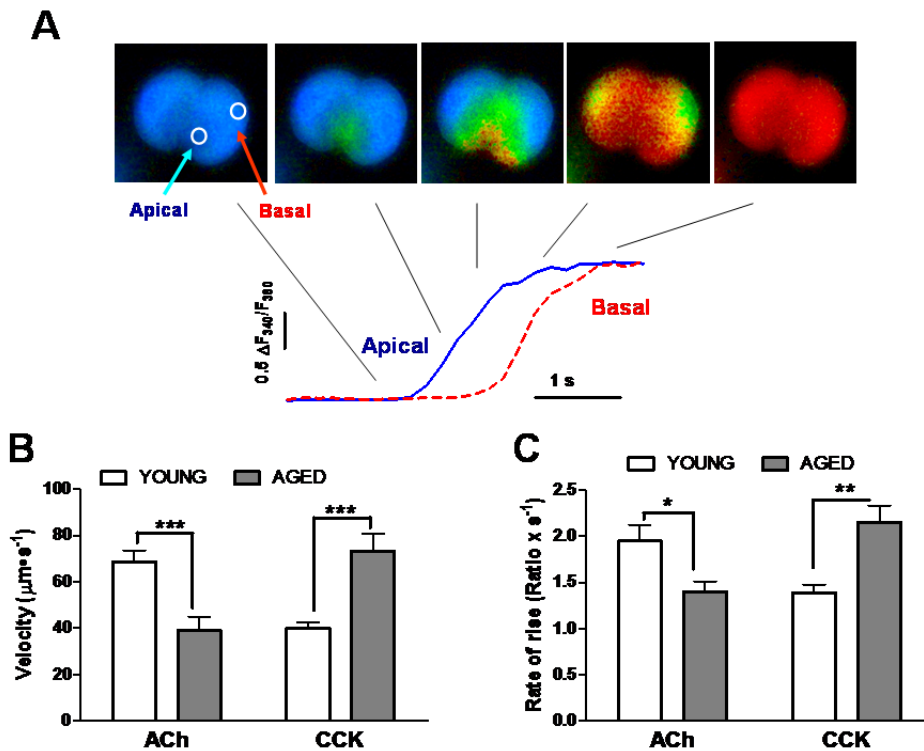 A
Apical
Basal
0.5 ΔF340/F380
Apical
Basal
1 s
B
YOUNG AGED
Velocity (μm•s-1)
100
80
60
40
20
0
***
***
ACh CCK
C
YOUNG AGED
Rate of rise (Ratio x s-1)
2.5
2.0
1.5
1.0
0.5
0.0
*
**
ACh CCK